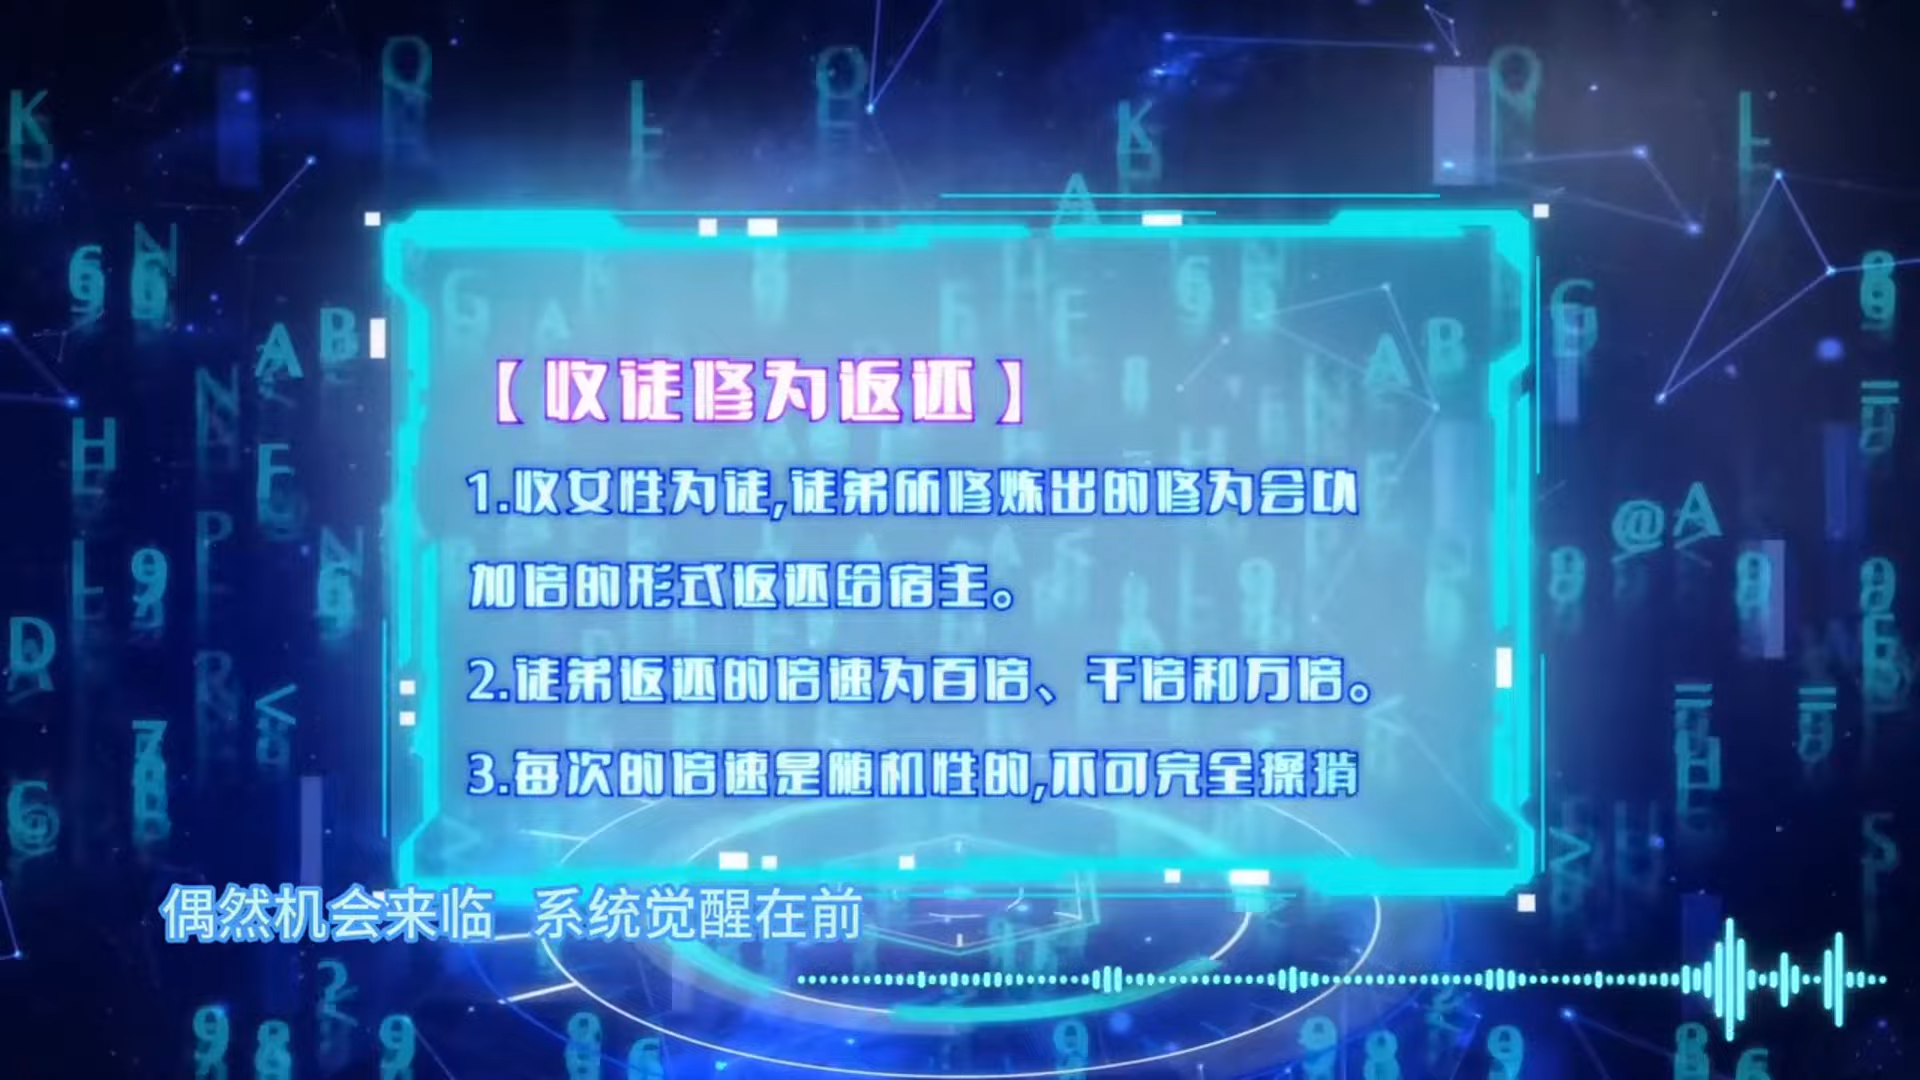 【收徒修为返还】
1.收女性为徒,徒弟所修炼出的修为会以
加倍的形式返还给宿主。
2.徒弟返还的倍速为百倍、千倍和万倍。
3.每次的倍速是随机性的,不可完全操
偶然机会来临 系统觉醒在前